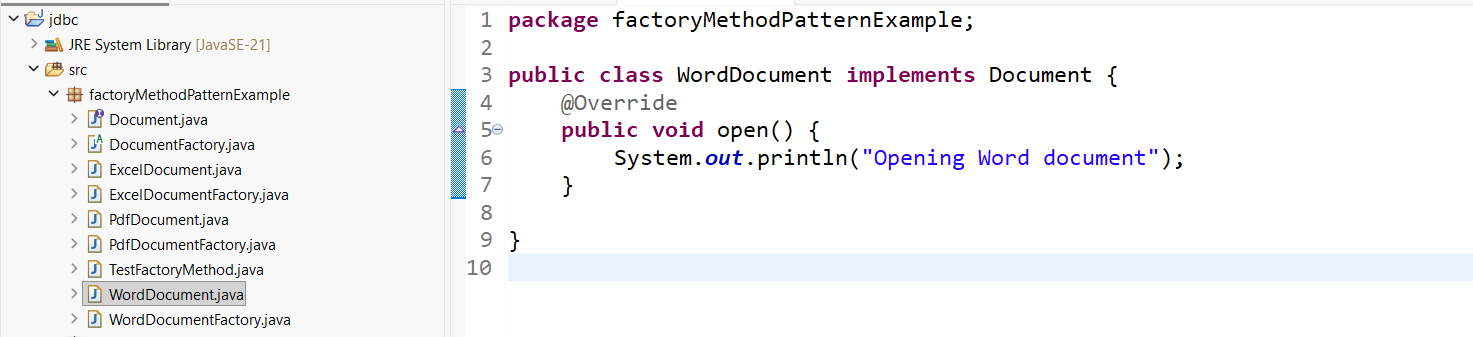 jdbc
JRE System Library [JavaSE-21]
src
factoryMethodPatternExample
Document.java
DocumentFactory.java
ExcelDocument.java
ExcelDocumentFactory.java
PdfDocument.java
PdfDocumentFactory.java
TestFactoryMethod.java
WordDocument.java
WordDocumentFactory.java
1 package factoryMethodPatternExample;
2
3 public class WordDocument implements Document {
4     @Override
5     public void open() {
6         System.out.println("Opening Word document");
7     }
8
9 }
10